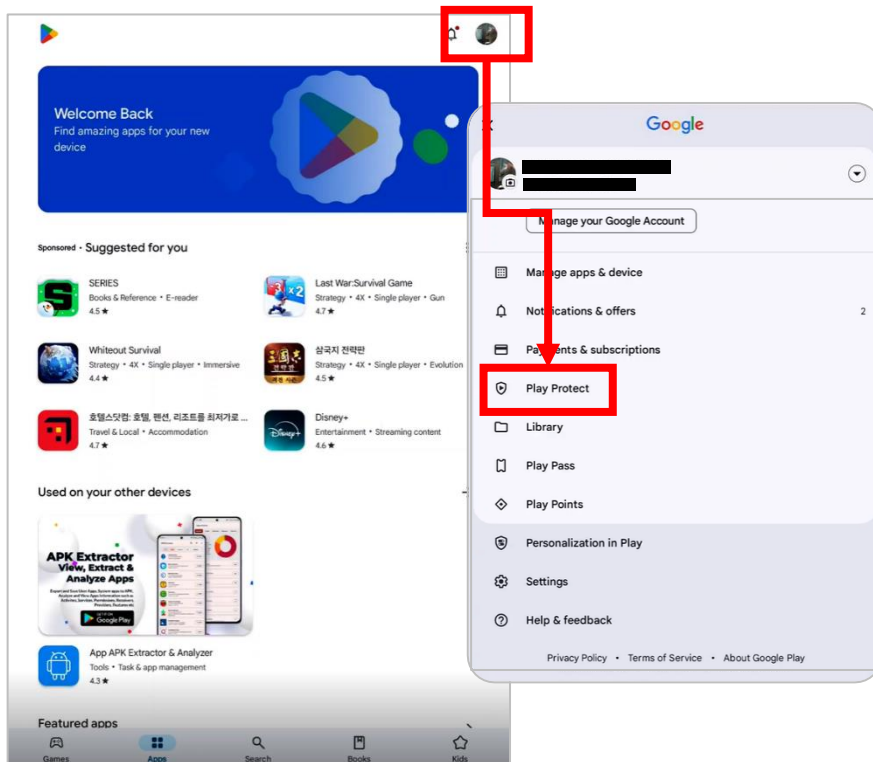 Welcome Back
Find amazing apps for your new
device
Sponsored • Suggested for you
SERIES
Books & Reference • E-reader
4.5 ★
Last War:Survival Game
Strategy • 4X • Single player • Gun
4.7 ★
Whiteout Survival
Strategy • 4X • Single player • Immersive
4.4 ★
삼국지 전략판
Strategy • 4X • Single player • Evolution
4.5 ★
호텔스닷컴: 호텔, 펜션, 리조트를 최저가로 ...
Travel & Local • Accommodation
4.7 ★
Disney+
Entertainment • Streaming content
4.6 ★
Used on your other devices
APK Extractor
View, Extract &
Analyze Apps
GET IT ON
Google Play
App APK Extractor & Analyzer
Tools • Task & app management
4.3 ★
Featured apps
Games
Apps
Search
Books
Kids
Google
Manage your Google Account
Manage apps & device
Notifications & offers
2
Payments & subscriptions
Play Protect
Library
Play Pass
Play Points
Personalization in Play
Settings
Help & feedback
Privacy Policy • Terms of Service • About Google Play